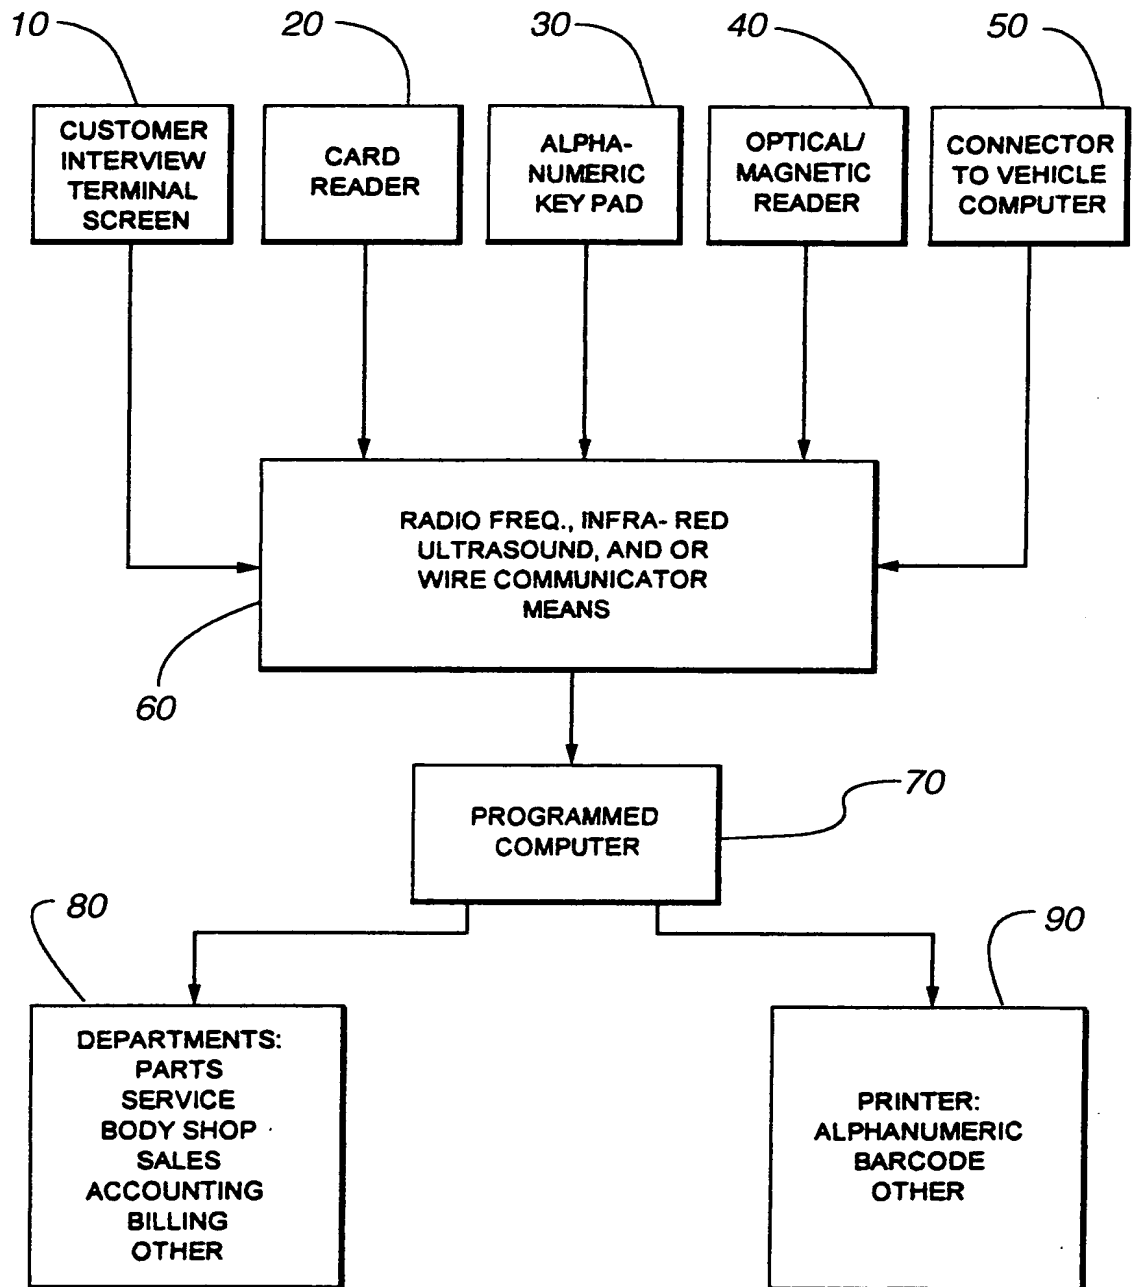 10
20
30
40
50
CUSTOMER
INTERVIEW
TERMINAL
SCREEN
CARD
READER
ALPHA-
NUMERIC
KEY PAD
OPTICAL/
MAGNETIC
READER
CONNECTOR
TO VEHICLE
COMPUTER
RADIO FREQ., INFRA- RED
ULTRASOUND, AND OR
WIRE COMMUNICATOR
MEANS
60
PROGRAMMED
COMPUTER
70
80
DEPARTMENTS:
PARTS
SERVICE
BODY SHOP
SALES
ACCOUNTING
BILLING
OTHER
90
PRINTER:
ALPHANUMERIC
BARCODE
OTHER